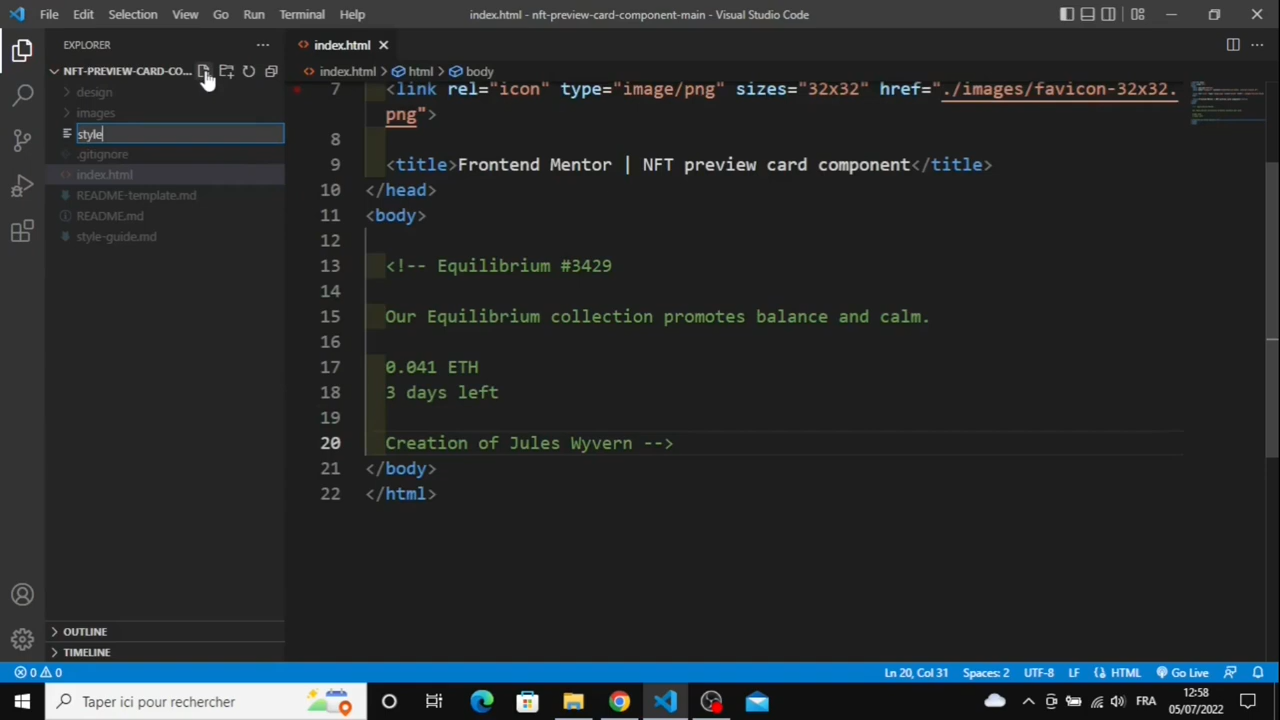 File Edit Selection View Go Run Terminal Help
index.html - nft-preview-card-component-main - Visual Studio Code
EXPLORER
NFT-PREVIEW-CARD-CO...
design
images
style
.gitignore
index.html
README-template.md
README.md
style-guide.md
OUTLINE
TIMELINE
index.html
index.html > html > body
7 <link rel="icon" type="image/png" sizes="32x32" href="./images/favicon-32x32.
png">
8
9 <title>Frontend Mentor | NFT preview card component</title>
10 </head>
11 <body>
12
13 <!-- Equilibrium #3429
14
15 Our Equilibrium collection promotes balance and calm.
16
17 0.041 ETH
18 3 days left
19
20 Creation of Jules Wyvern -->
21 </body>
22 </html>
0 0 Ln 20, Col 31 Spaces: 2 UTF-8 LF HTML Go Live
Taper ici pour rechercher
FRA
12:58
05/07/2022